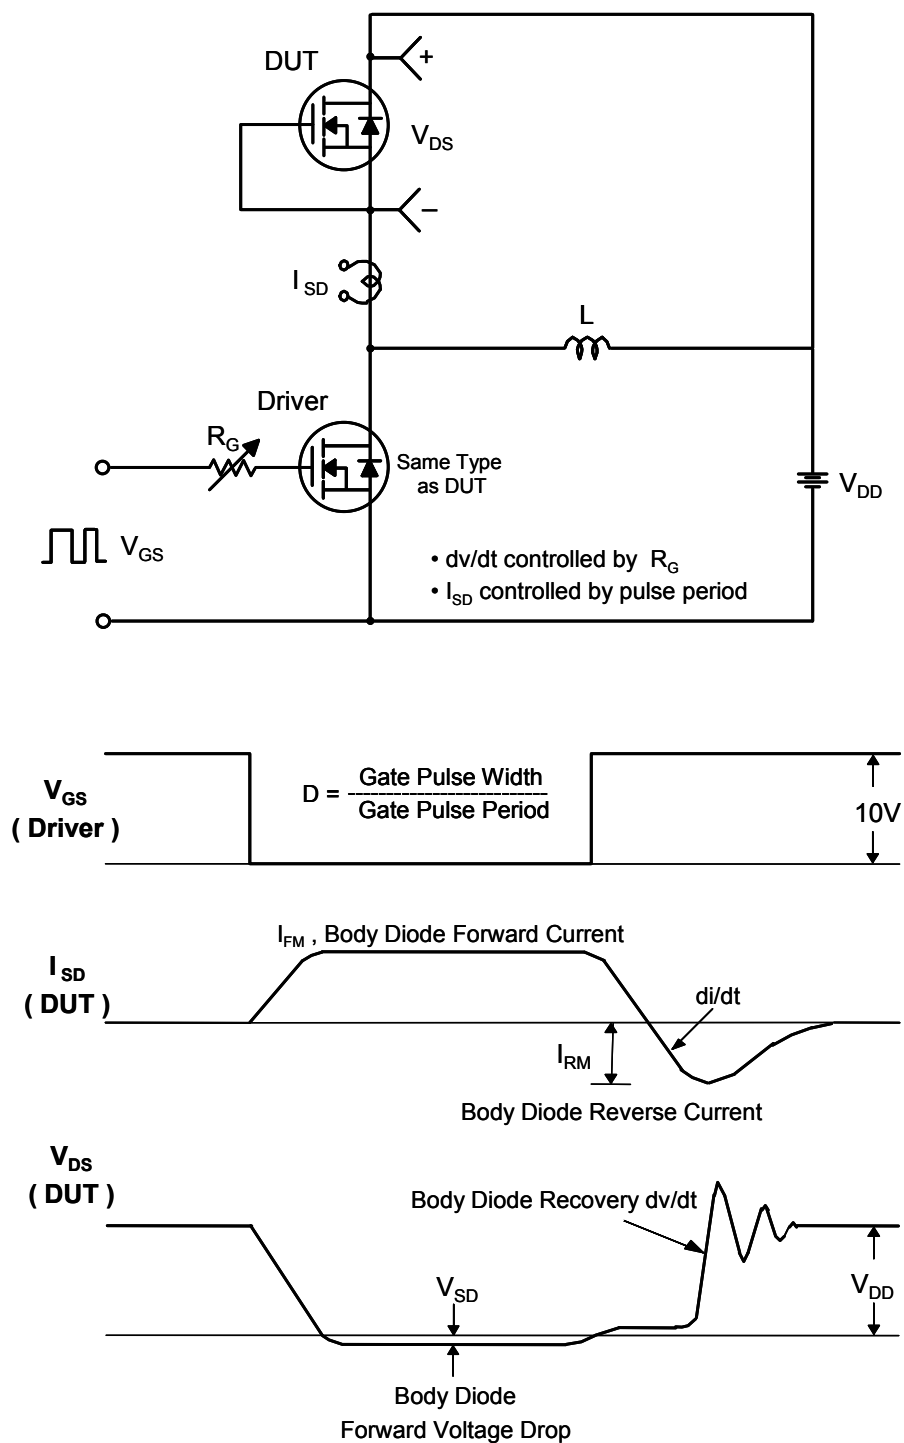 DUT
+
V_DS
−
I_SD
L
Driver
R_G
Same Type
as DUT
V_DD
V_GS
• dv/dt controlled by R_G
• I_SD controlled by pulse period
V_GS
( Driver )
D = Gate Pulse Width
Gate Pulse Period
10V
I_FM , Body Diode Forward Current
I_SD
( DUT )
di/dt
I_RM
Body Diode Reverse Current
V_DS
( DUT )
Body Diode Recovery dv/dt
V_SD
V_DD
Body Diode
Forward Voltage Drop